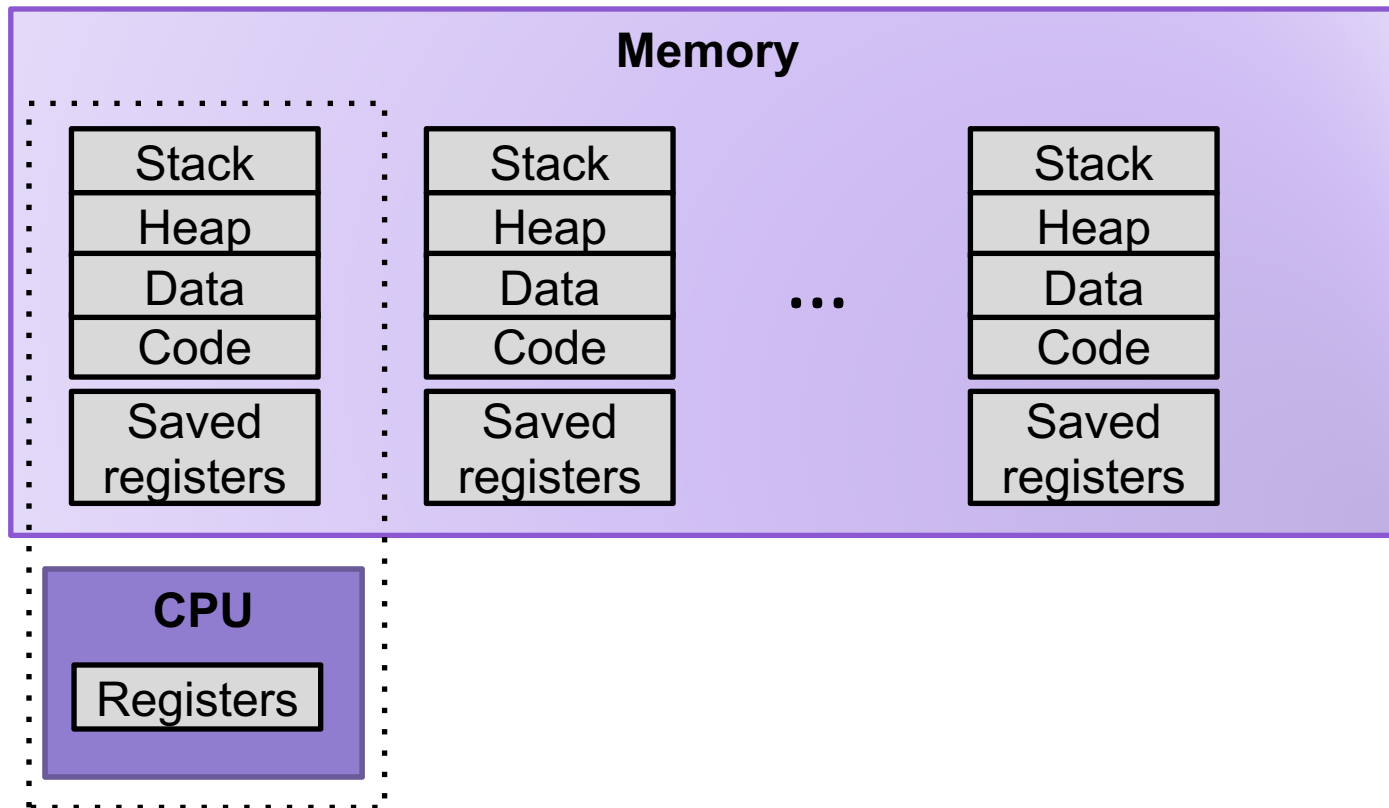 Memory
Stack
Heap
Data
Code
Saved
registers
Stack
Heap
Data
Code
Saved
registers
...
Stack
Heap
Data
Code
Saved
registers
CPU
Registers